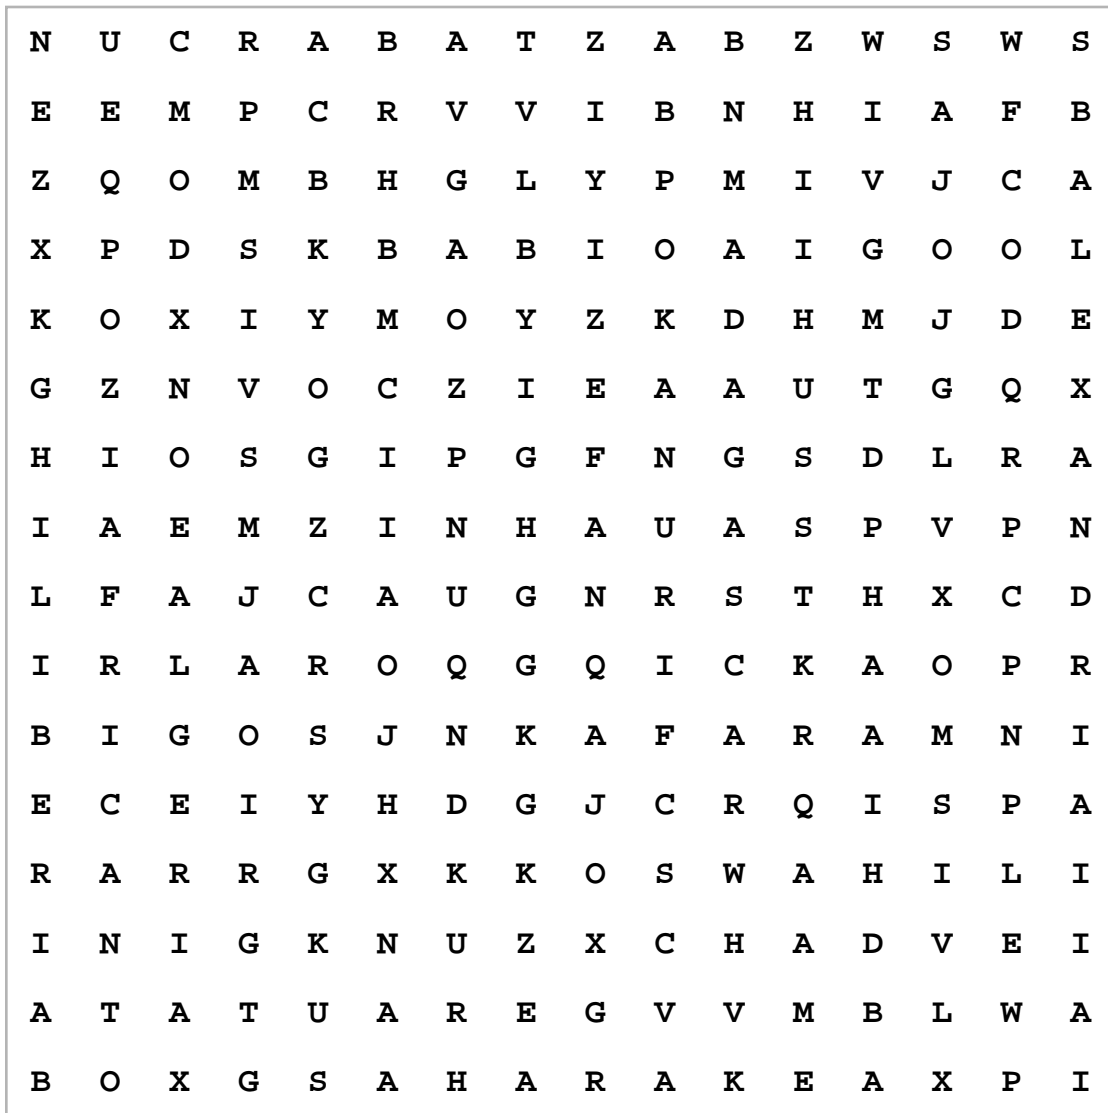 N U C R A B A T Z A B Z W S W S
E E M P C R V V I B N H I A F B
Z Q O M B H G L Y P M I V J C A
X P D S K B A B I O A I G O O L
K O X I Y M O Y Z K D H M J D E
G Z N V O C Z I E A A U T G Q X
H I O S G I P G F N G S D L R A
I A E M Z I N H A U A S P V P N
L F A J C A U G N R S T H X C D
I R L A R O Q G Q I C K A O P R
B I G O S J N K A F A R A M N I
E C E I Y H D G J C R Q I S P A
R A R R G X K K O S W A H I L I
I N I G K N U Z X C H A D V E I
A T A T U A R E G V V M B L W A
B O X G S A H A R A K E A X P I